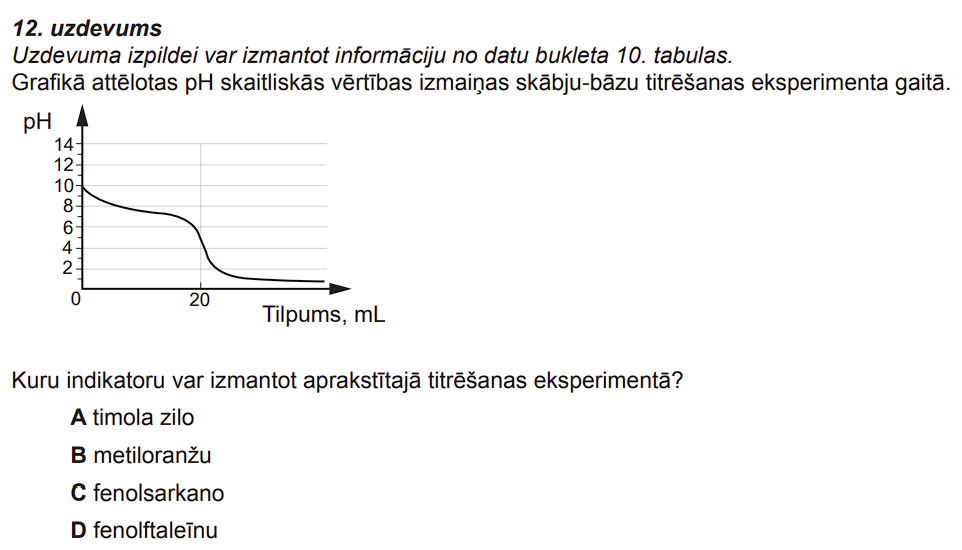 12. uzdevums
Uzdevuma izpildei var izmantot informāciju no datu bukleta 10. tabulas.
Grafikā attēlotas pH skaitliskās vērtības izmaiņas skābju-bāzu titrēšanas eksperimenta gaitā.
pH
14
12
10
8
6
4
2
0
20
Tilpums, mL
Kuru indikatoru var izmantot aprakstītajā titrēšanas eksperimentā?
A timola zilo
B metiloranžu
C fenolsarkano
D fenolftaleīnu